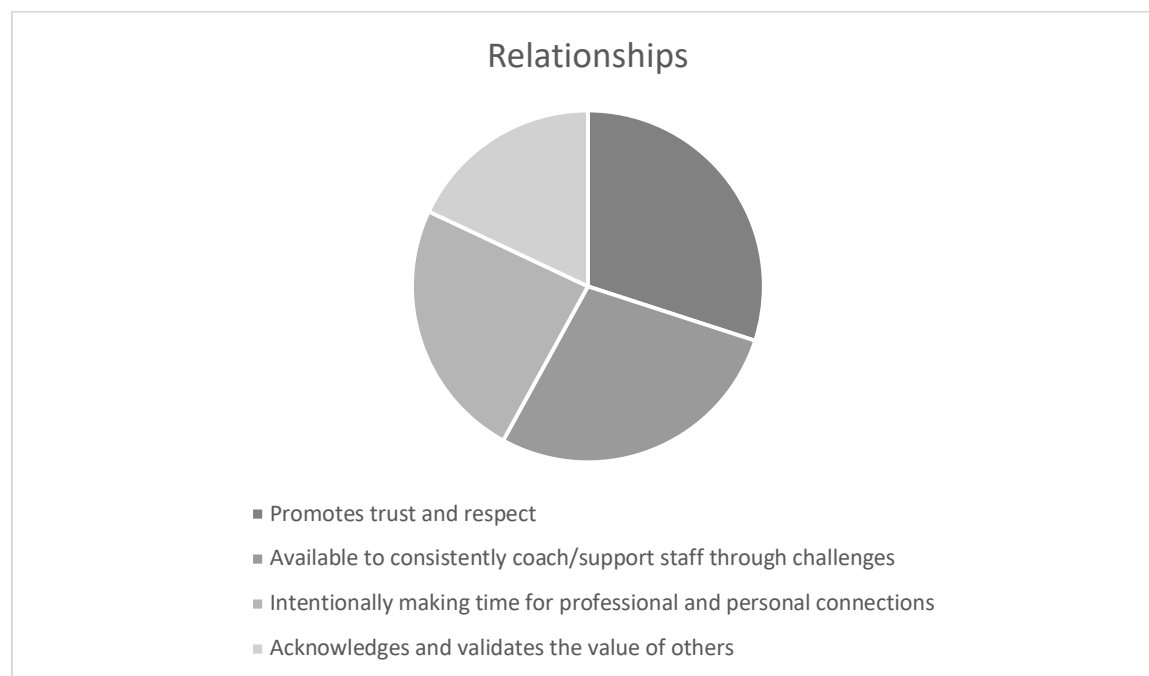 Relationships
Promotes trust and respect
Available to consistently coach/support staff through challenges
Intentionally making time for professional and personal connections
Acknowledges and validates the value of others